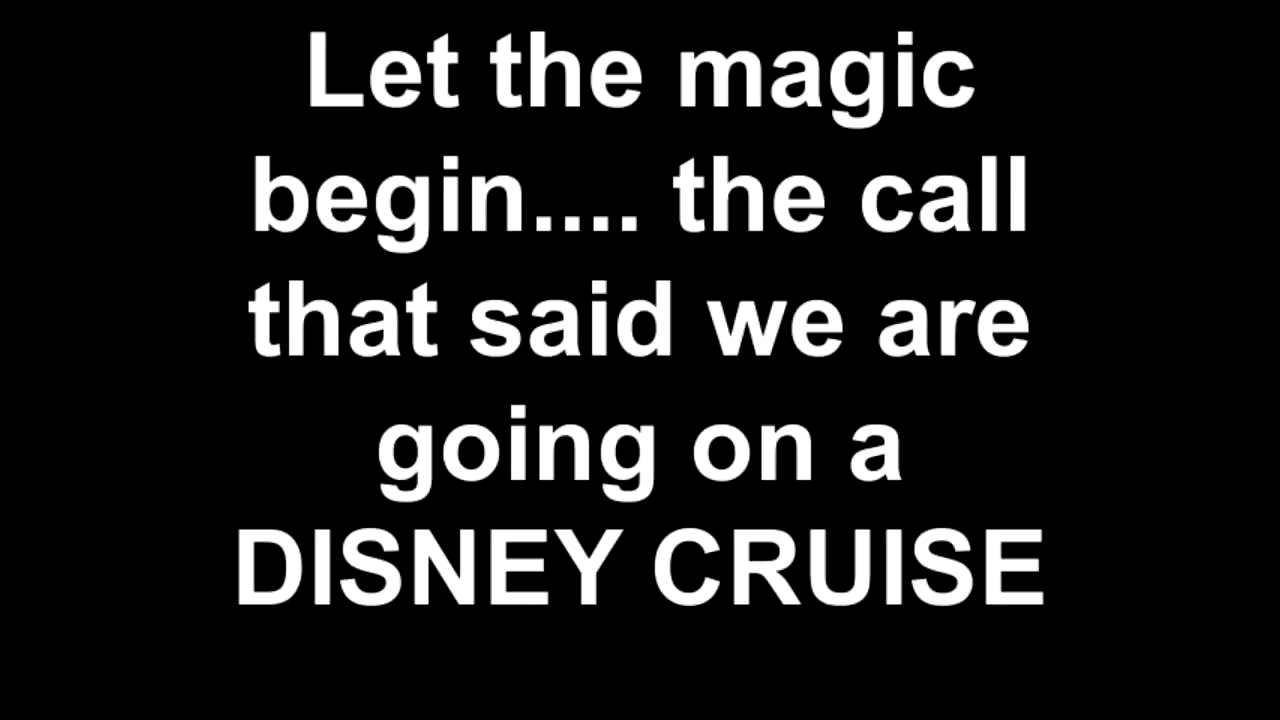 Let the magic
begin.... the call
that said we are
going on a
DISNEY CRUISE